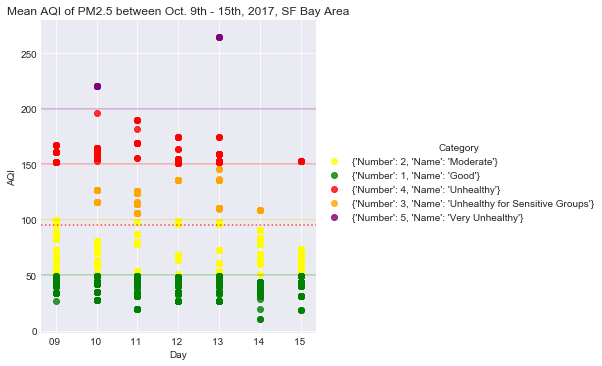 Mean AQI of PM2.5 between Oct. 9th - 15th, 2017, SF Bay Area
250
200
150
100
50
0
AQI
09 10 11 12 13 14 15
Day
Category
{'Number': 2, 'Name': 'Moderate'}
{'Number': 1, 'Name': 'Good'}
{'Number': 4, 'Name': 'Unhealthy'}
{'Number': 3, 'Name': 'Unhealthy for Sensitive Groups'}
{'Number': 5, 'Name': 'Very Unhealthy'}